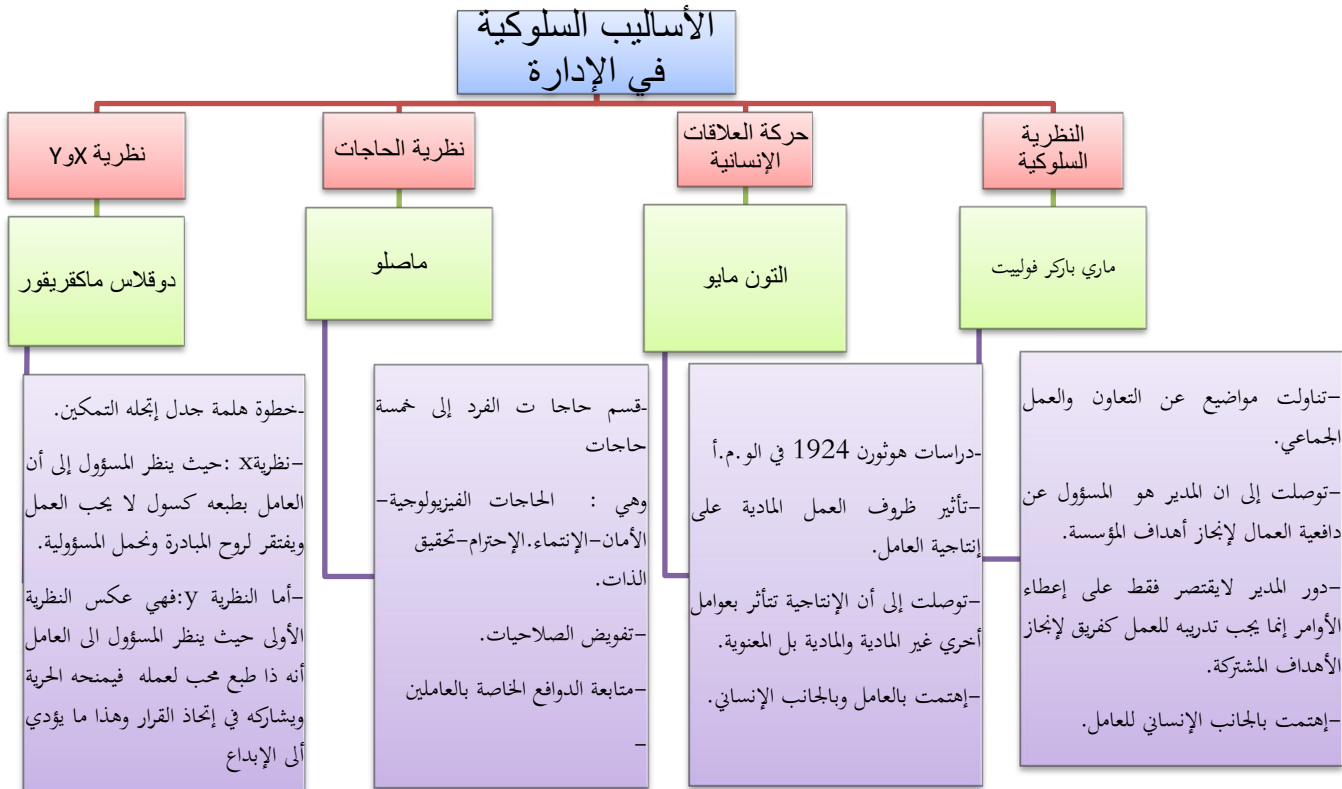 الأساليب السلوكية
في الإدارة
النظرية
السلوكية
حركة العلاقات
الإنسانية
نظرية الحاجات
نظرية Xو Y
ماري باركر فولييت
التون مايو
ماصلو
دوقلاس ماكقريقور
-تناولت مواضيع عن التعاون والعمل
الجماعي.
-توصلت إلى ان المدير هو المسؤول عن
دافعية العمال لإنجاز أهداف المؤسسة.
-دور المدير لايقتصر فقط على إعطاء
الأوامر إنما يجب تدريبه للعمل كفريق لإنجاز
الأهداف المشتركة.
-إهتمت بالجانب الإنساني للعامل.
-دراسات هوثورن 1924 في الو.م.أ
-تأثير ظروف العمل المادية على
إنتاجية العامل.
-توصلت إلى أن الإنتاجية تتأثر بعوامل
أخري غير المادية والمادية بل المعنوية.
-إهتمت بالعامل وبالجانب الإنساني.
-قسم حاجا ت الفرد إلى خمسة
حاجات
وهي : الحاجات الفيزيولوجية-
الأمان-الإنتماء.الإحترام-تحقيق
الذات.
-تفويض الصلاحيات.
-متابعة الدوافع الخاصة بالعاملين
-
-خطوة هلمة جدل إتجله التمكين.
-نظريةx :حيث ينظر المسؤول إلى أن
العامل بطبعه كسول لا يحب العمل
ويفتقر لروح المبادرة وتحمل المسؤولية.
-أما النظرية y:فهي عكس النظرية
الأولى حيث ينظر المسؤول الى العامل
أنه ذا طبع محب لعمله فيمنحه الحرية
ويشاركه في إتحاذ القرار وهذا ما يؤدي
ألى الإبداع